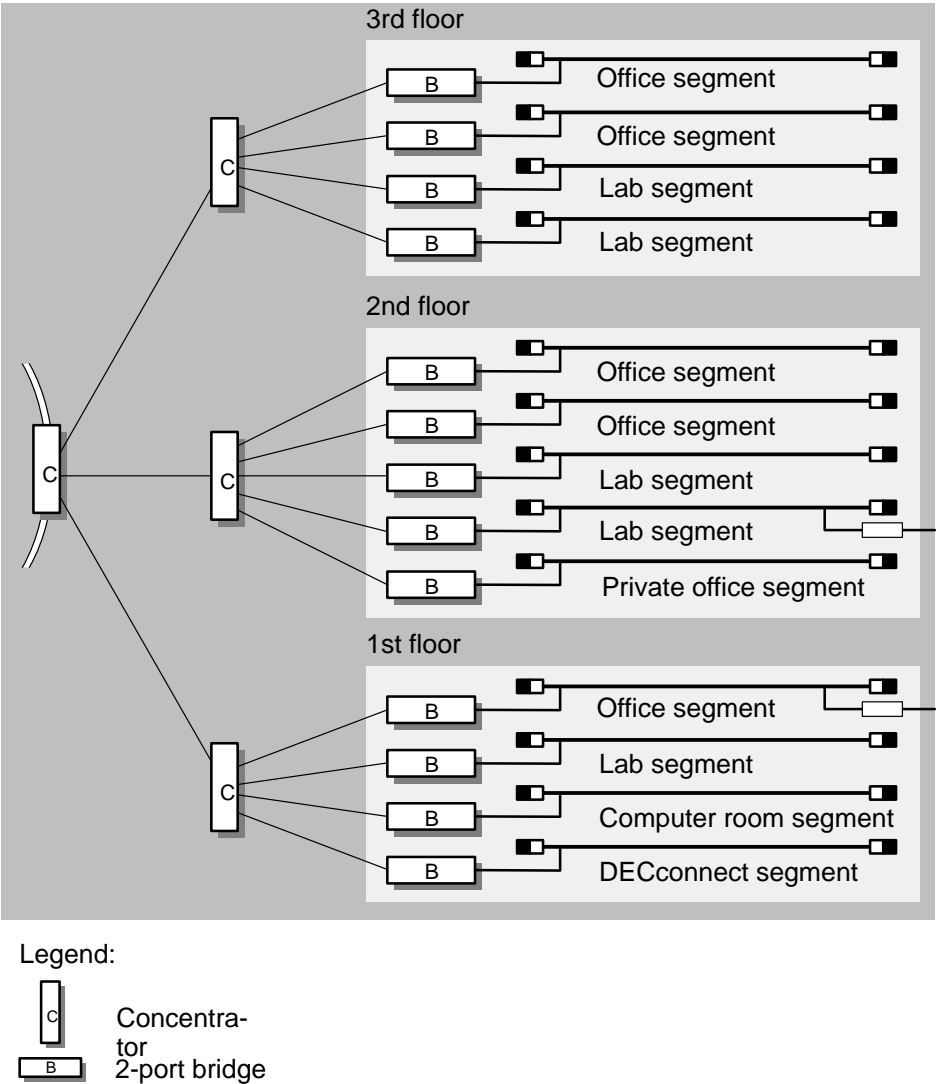 3rd floor
B
Office segment
B
Office segment
C
B
Lab segment
B
Lab segment
2nd floor
B
Office segment
B
Office segment
C
C
B
Lab segment
B
Lab segment
B
Private office segment
1st floor
B
Office segment
B
Lab segment
C
B
Computer room segment
B
DECconnect segment
Legend:
C
Concentra-
tor
B
2-port bridge